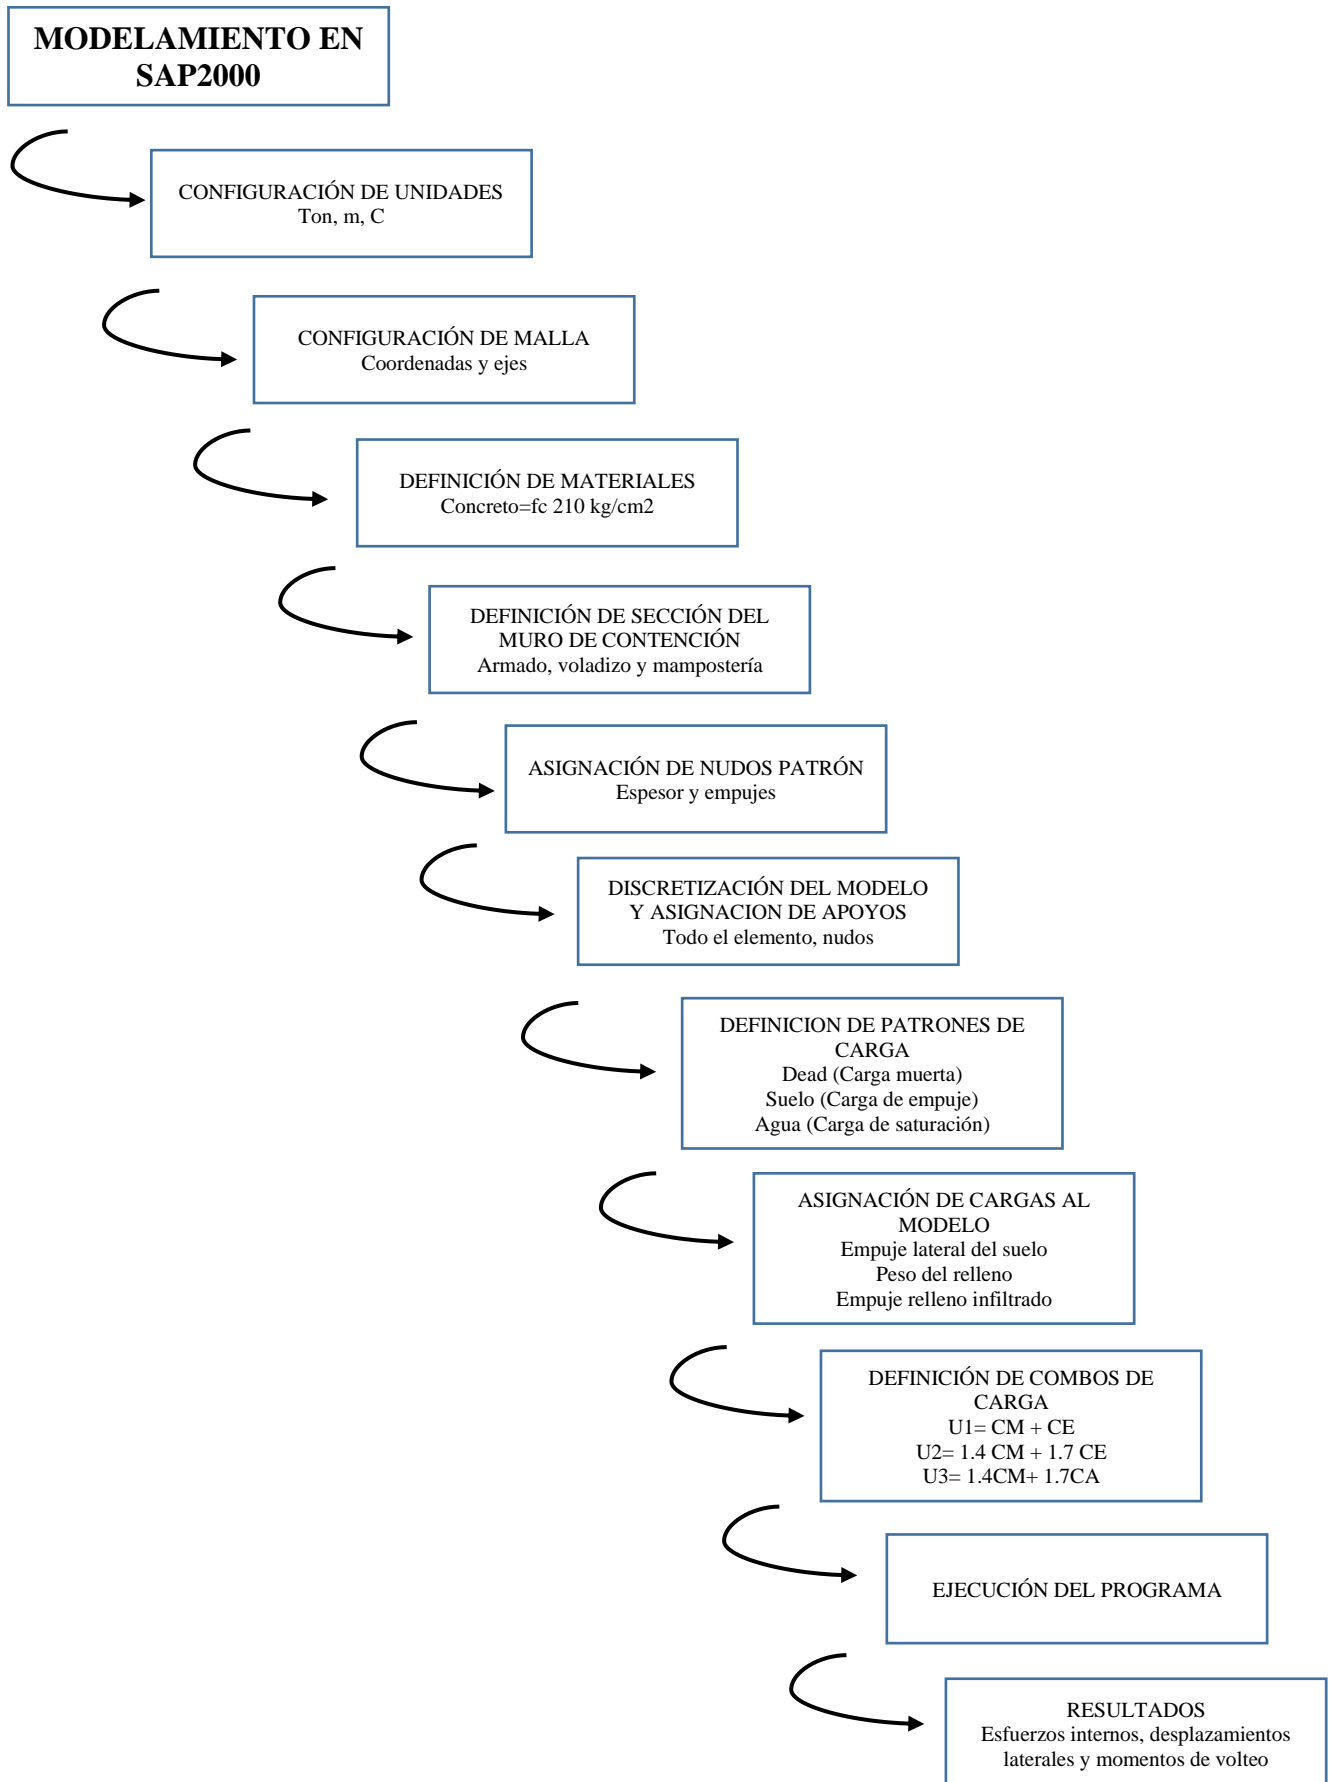 MODELAMIENTO EN
SAP2000
CONFIGURACIÓN DE UNIDADES
Ton, m, C
CONFIGURACIÓN DE MALLA
Coordenadas y ejes
DEFINICIÓN DE MATERIALES
Concreto=fc 210 kg/cm2
DEFINICIÓN DE SECCIÓN DEL
MURO DE CONTENCIÓN
Armado, voladizo y mampostería
ASIGNACIÓN DE NUDOS PATRÓN
Espesor y empujes
DISCRETIZACIÓN DEL MODELO
Y ASIGNACION DE APOYOS
Todo el elemento, nudos
DEFINICION DE PATRONES DE
CARGA
Dead (Carga muerta)
Suelo (Carga de empuje)
Agua (Carga de saturación)
ASIGNACIÓN DE CARGAS AL
MODELO
Empuje lateral del suelo
Peso del relleno
Empuje relleno infiltrado
DEFINICIÓN DE COMBOS DE
CARGA
U1= CM + CE
U2= 1.4 CM + 1.7 CE
U3= 1.4CM+ 1.7CA
EJECUCIÓN DEL PROGRAMA
RESULTADOS
Esfuerzos internos, desplazamientos
laterales y momentos de volteo